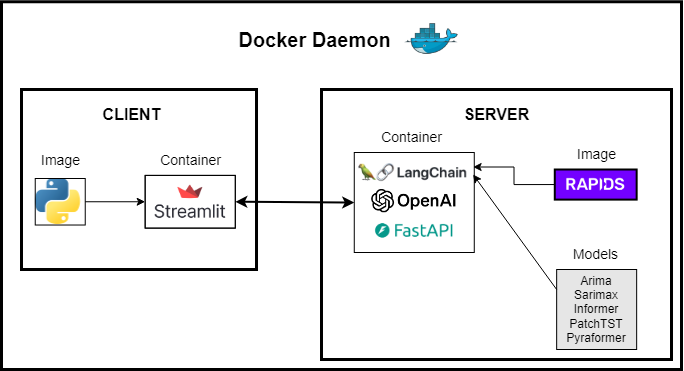 Docker Daemon
CLIENT
Image
Container
Streamlit
SERVER
Container
LangChain
OpenAI
FastAPI
Image
RAPIDS
Models
Arima
Sarimax
Informer
PatchTST
Pyraformer